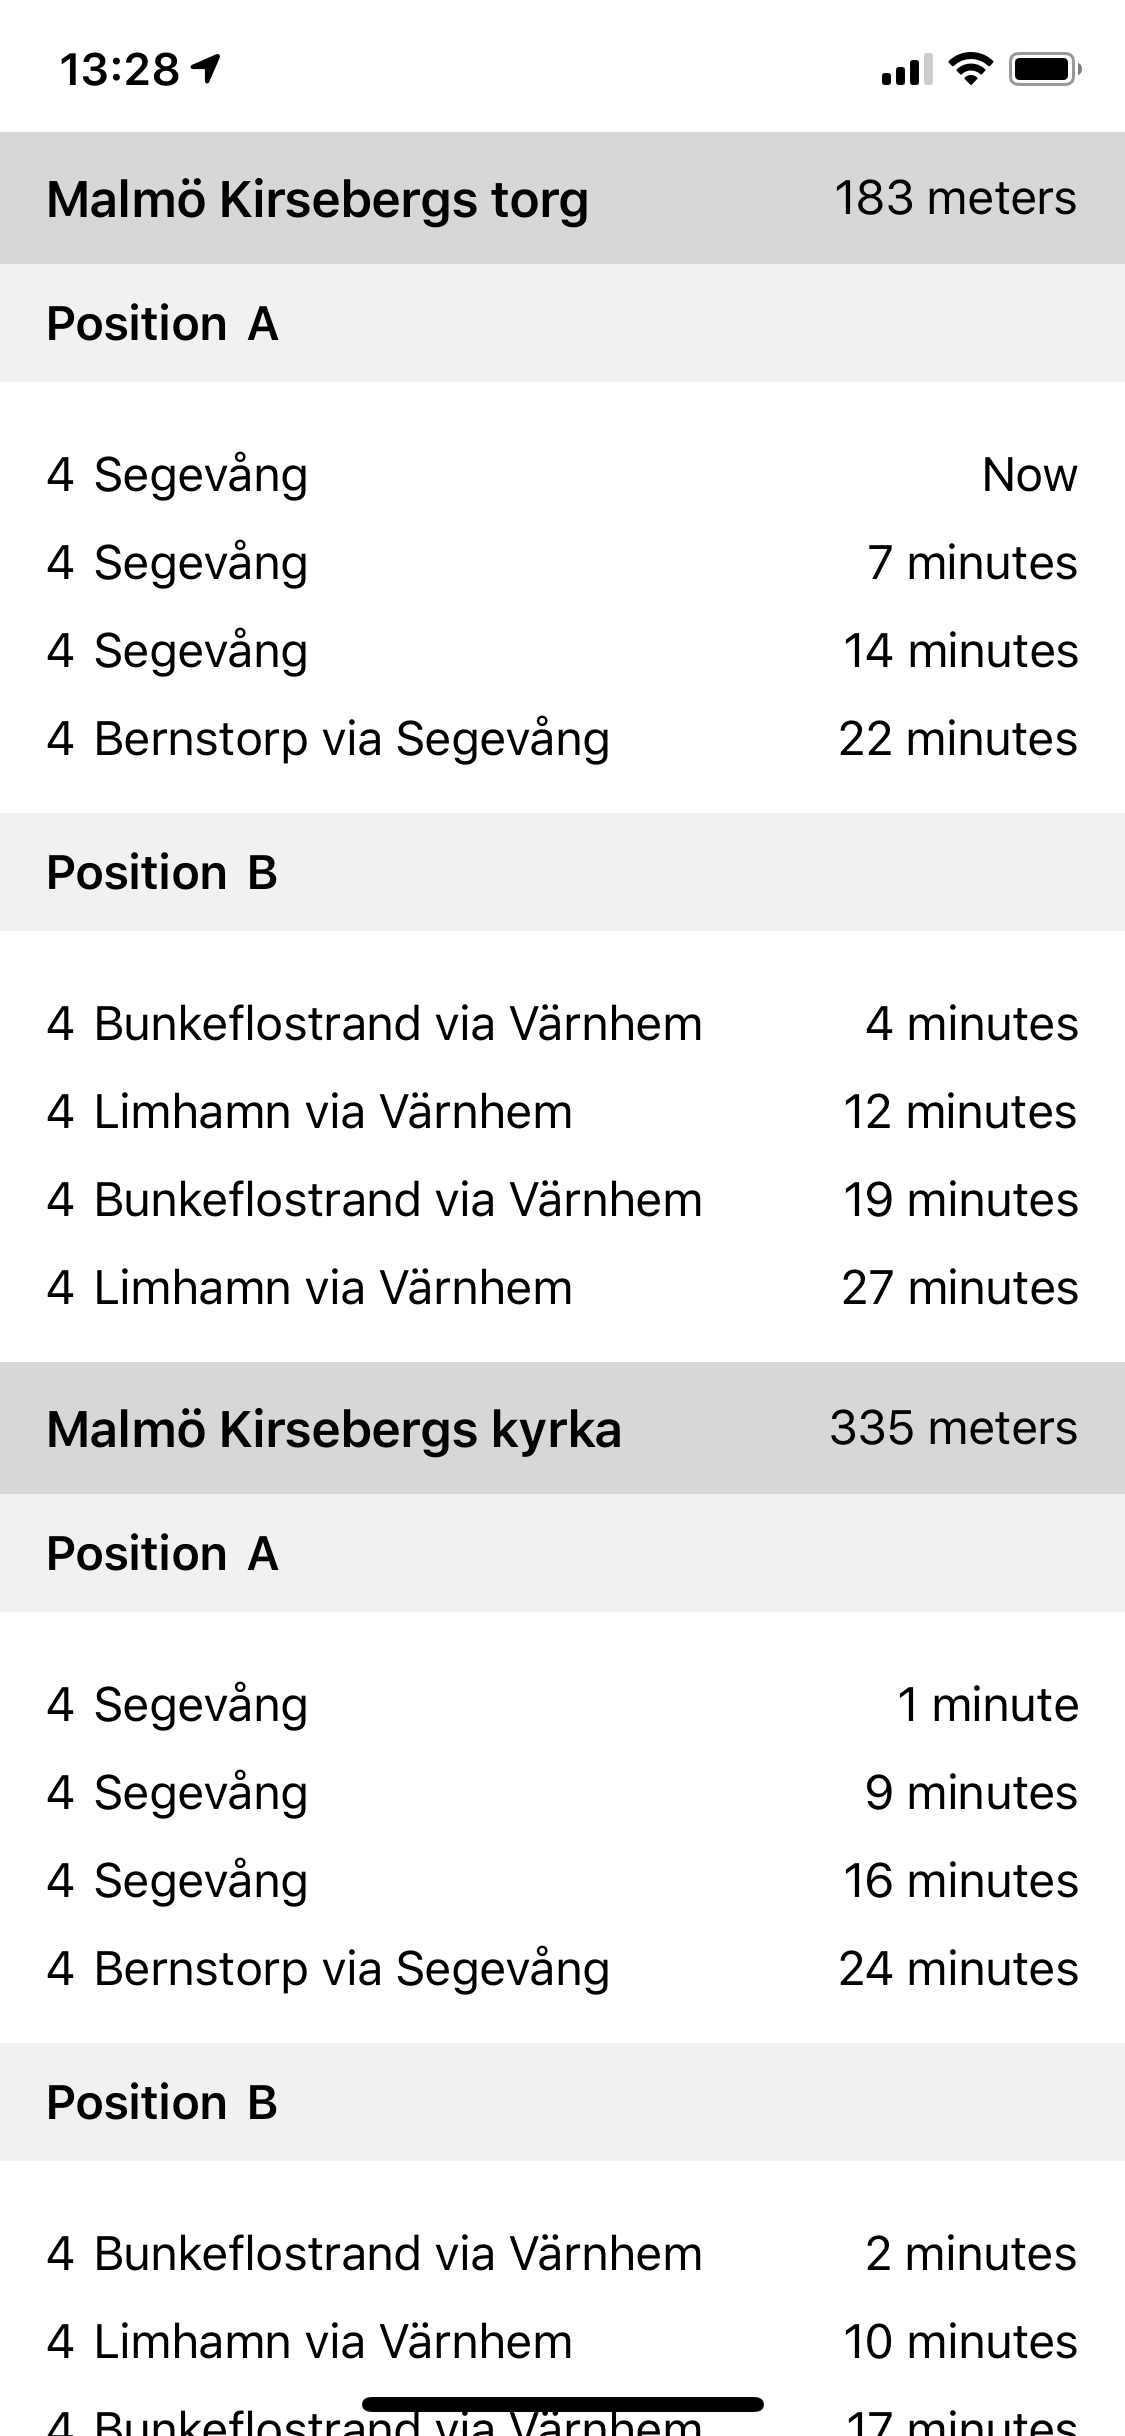 13:28
Malmö Kirsebergs torg 183 meters
Position A
4 Segevång Now
4 Segevång 7 minutes
4 Segevång 14 minutes
4 Bernstorp via Segevång 22 minutes
Position B
4 Bunkeflostrand via Värnhem 4 minutes
4 Limhamn via Värnhem 12 minutes
4 Bunkeflostrand via Värnhem 19 minutes
4 Limhamn via Värnhem 27 minutes
Malmö Kirsebergs kyrka 335 meters
Position A
4 Segevång 1 minute
4 Segevång 9 minutes
4 Segevång 16 minutes
4 Bernstorp via Segevång 24 minutes
Position B
4 Bunkeflostrand via Värnhem 2 minutes
4 Limhamn via Värnhem 10 minutes
4 Bunkeflostrand via Värnhem 17 minutes